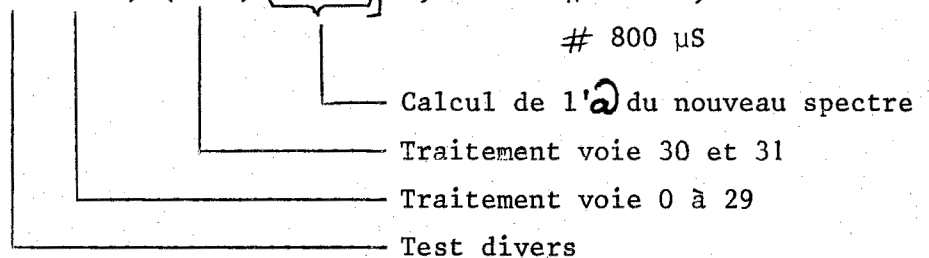 # 800 µS
Calcul de l'a du nouveau spectre
Traitement voie 30 et 31
Traitement voie 0 à 29
Test divers